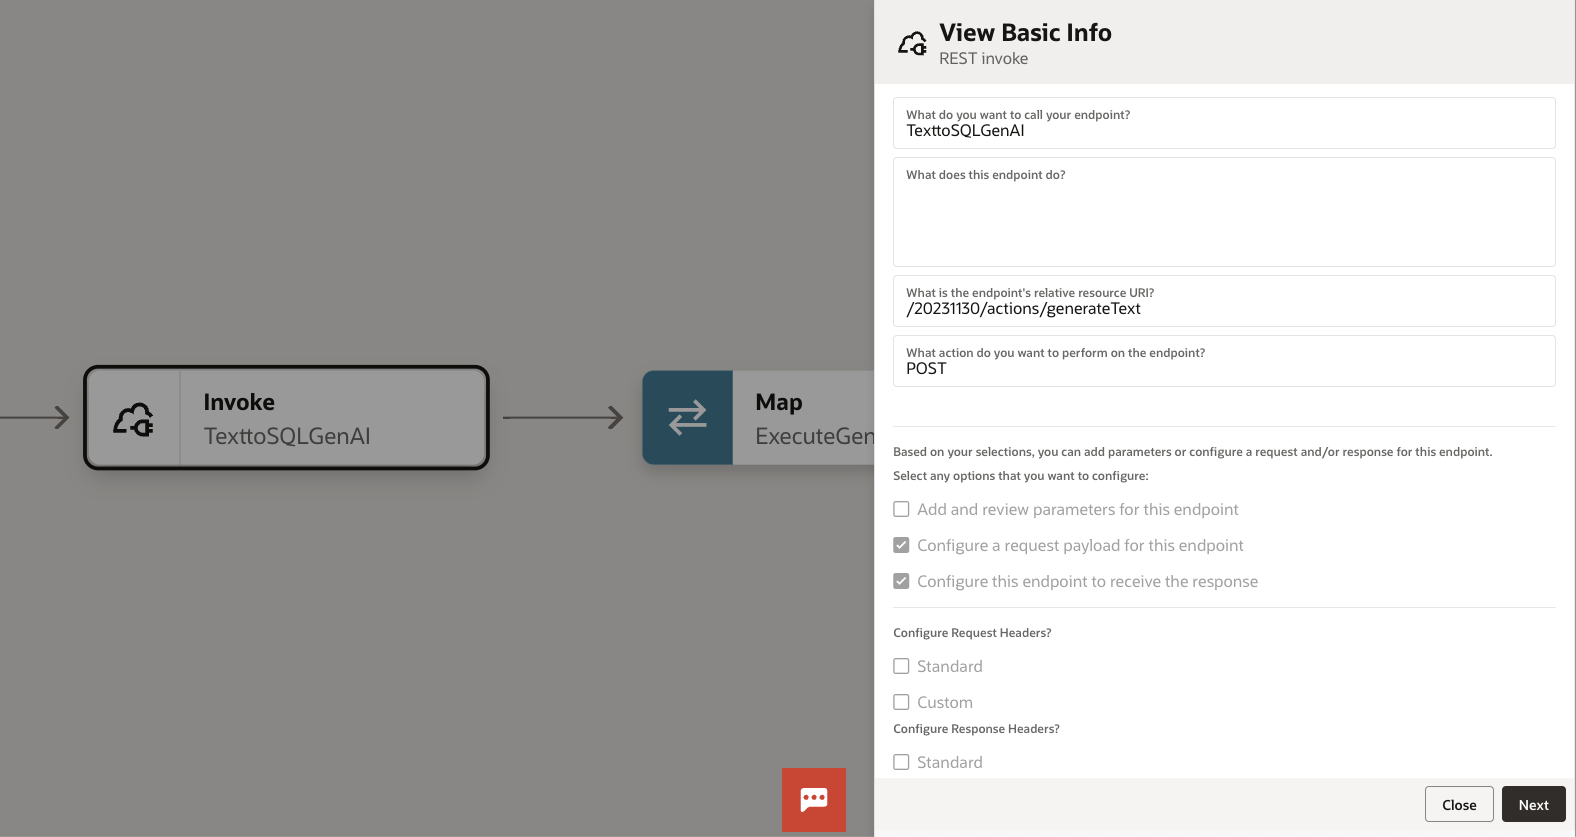 View Basic Info
REST invoke
What do you want to call your endpoint?
TexttoSQLGenAI
What does this endpoint do?
What is the endpoint's relative resource URI?
/20231130/actions/generateText
What action do you want to perform on the endpoint?
POST
Invoke
TexttoSQLGenAI
Map
ExecuteGen
Based on your selections, you can add parameters or configure a request and/or response for this endpoint.
Select any options that you want to configure:
Add and review parameters for this endpoint
Configure a request payload for this endpoint
Configure this endpoint to receive the response
Configure Request Headers?
Standard
Custom
Configure Response Headers?
Standard
Close
Next